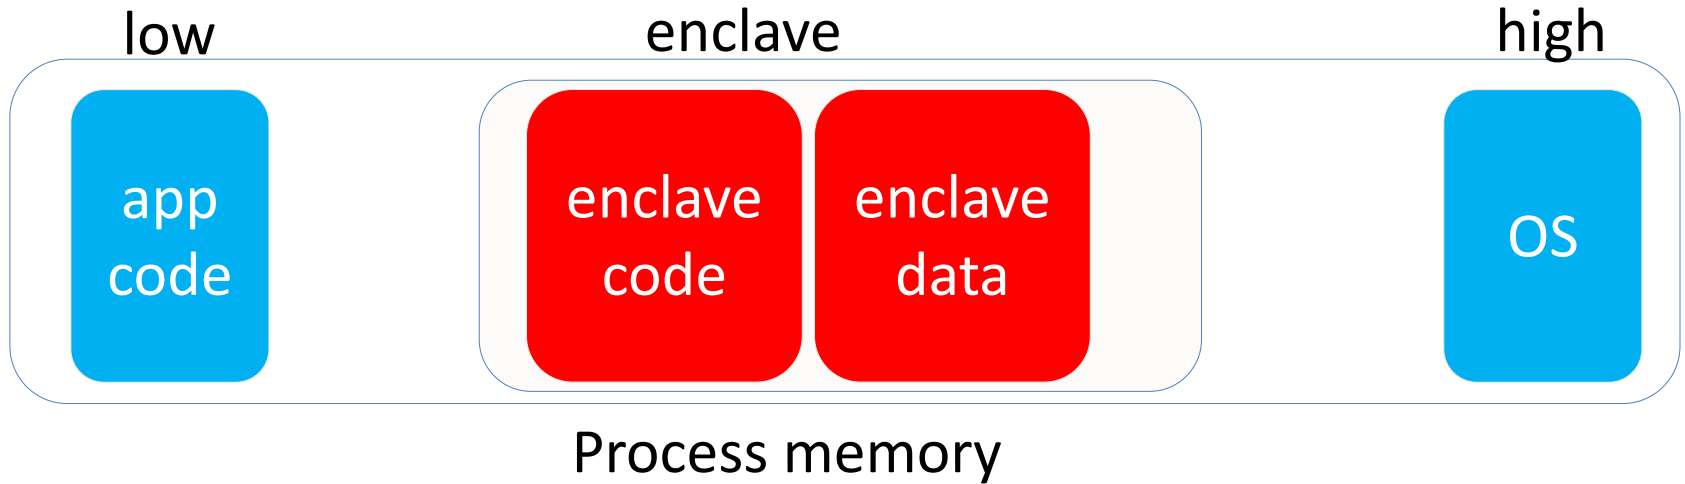 low
enclave
high
app
code
enclave
code
enclave
data
OS
Process memory